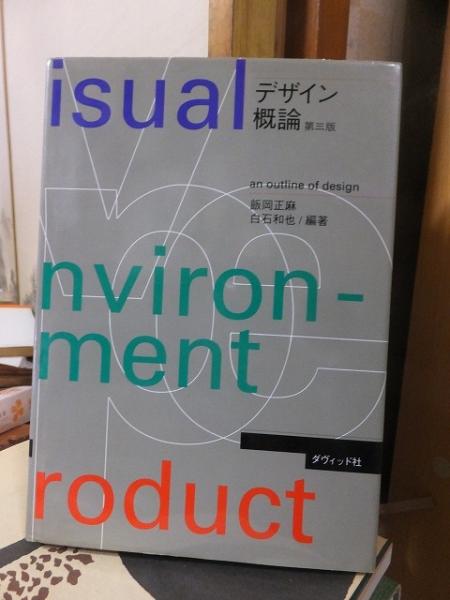 isual
デザイン
概論 第三版
an outline of design
飯岡正麻
白石和也/編著
nviron-
ment
ダヴィッド社
roduct